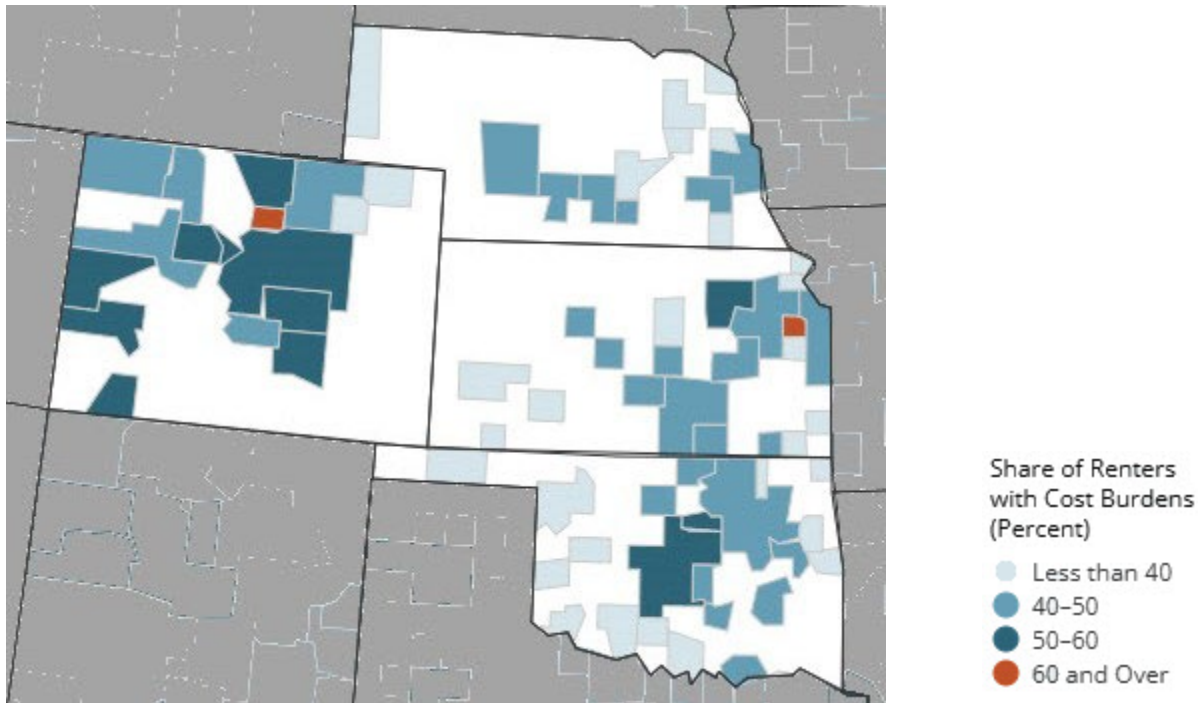 Share of Renters
with Cost Burdens
(Percent)
Less than 40
40–50
50–60
60 and Over